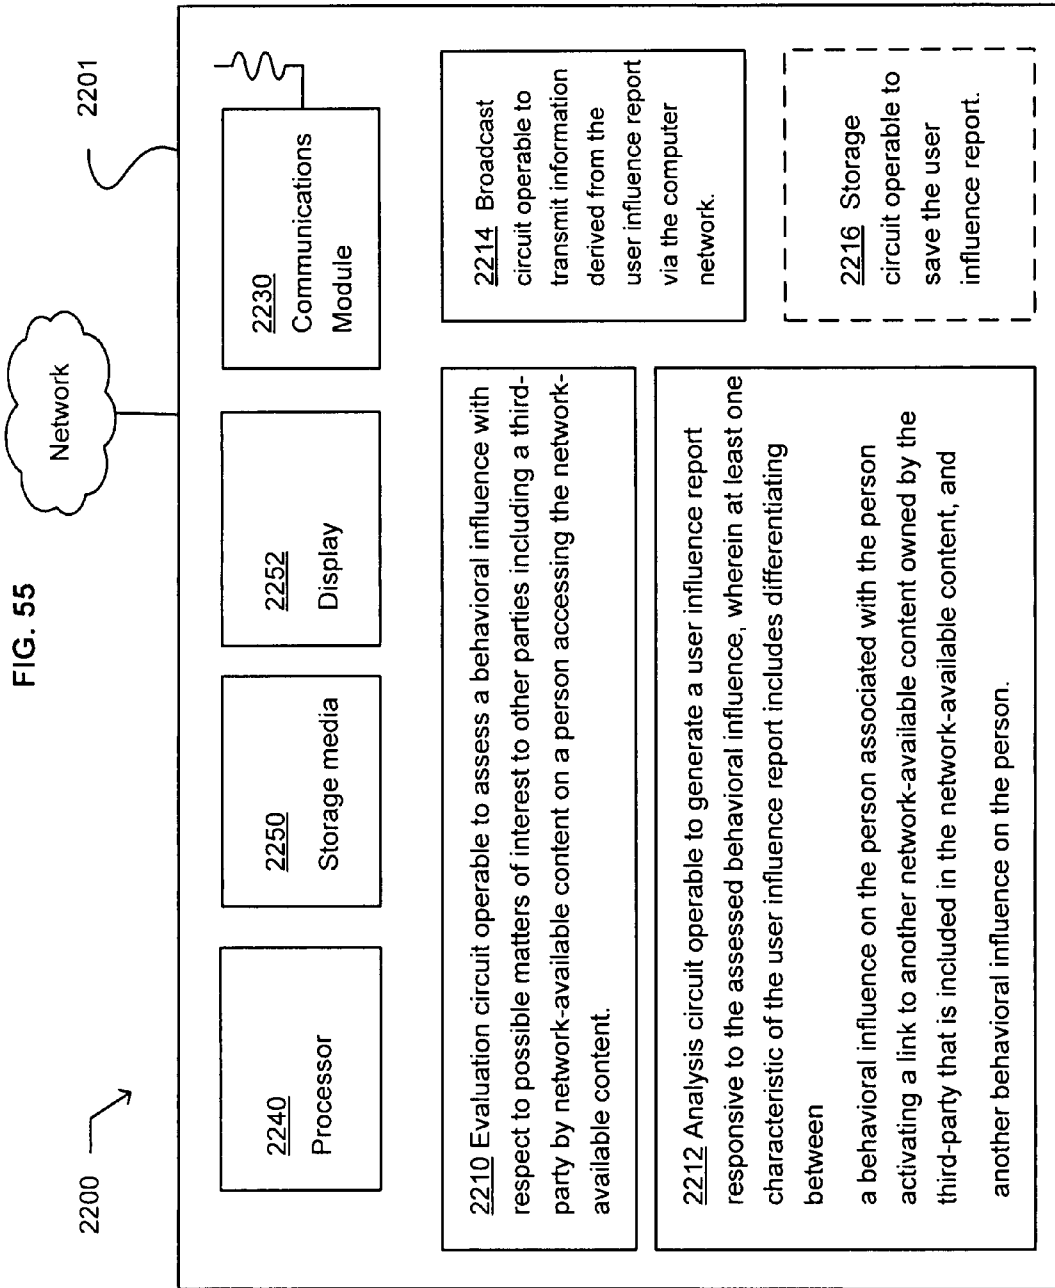 FIG. 55
2200
Network
2201
2240
Processor
2250
Storage media
2252
Display
2230
Communications
Module
2210 Evaluation circuit operable to assess a behavioral influence with
respect to possible matters of interest to other parties including a third-
party by network-available content on a person accessing the network-
available content.
2212 Analysis circuit operable to generate a user influence report
responsive to the assessed behavioral influence, wherein at least one
characteristic of the user influence report includes differentiating
between
a behavioral influence on the person associated with the person
activating a link to another network-available content owned by the
third-party that is included in the network-available content, and
another behavioral influence on the person.
2214 Broadcast
circuit operable to
transmit information
derived from the
user influence report
via the computer
network.
2216 Storage
circuit operable to
save the user
influence report.